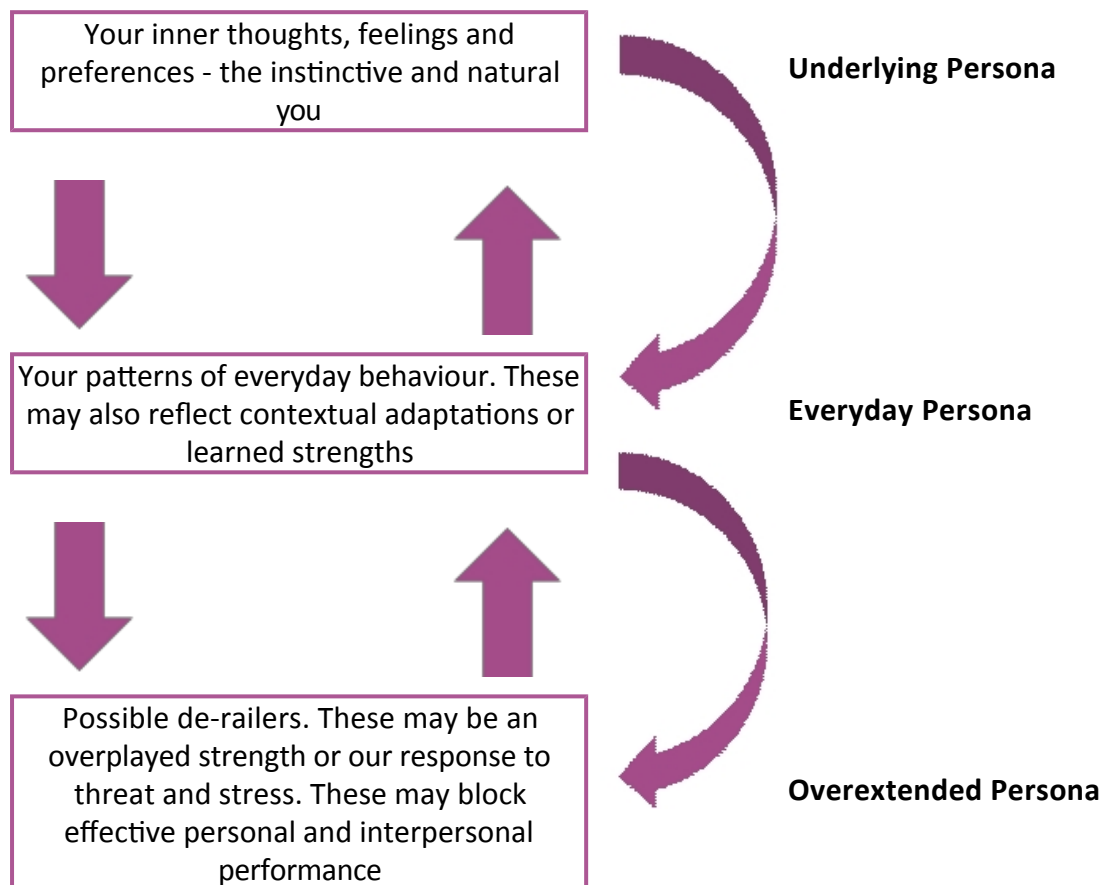 Your inner thoughts, feelings and
preferences - the instinctive and natural
you
Underlying Persona
Your patterns of everyday behaviour. These
may also reflect contextual adaptations or
learned strengths
Everyday Persona
Possible de-railers. These may be an
overplayed strength or our response to
threat and stress. These may block
effective personal and interpersonal
performance
Overextended Persona